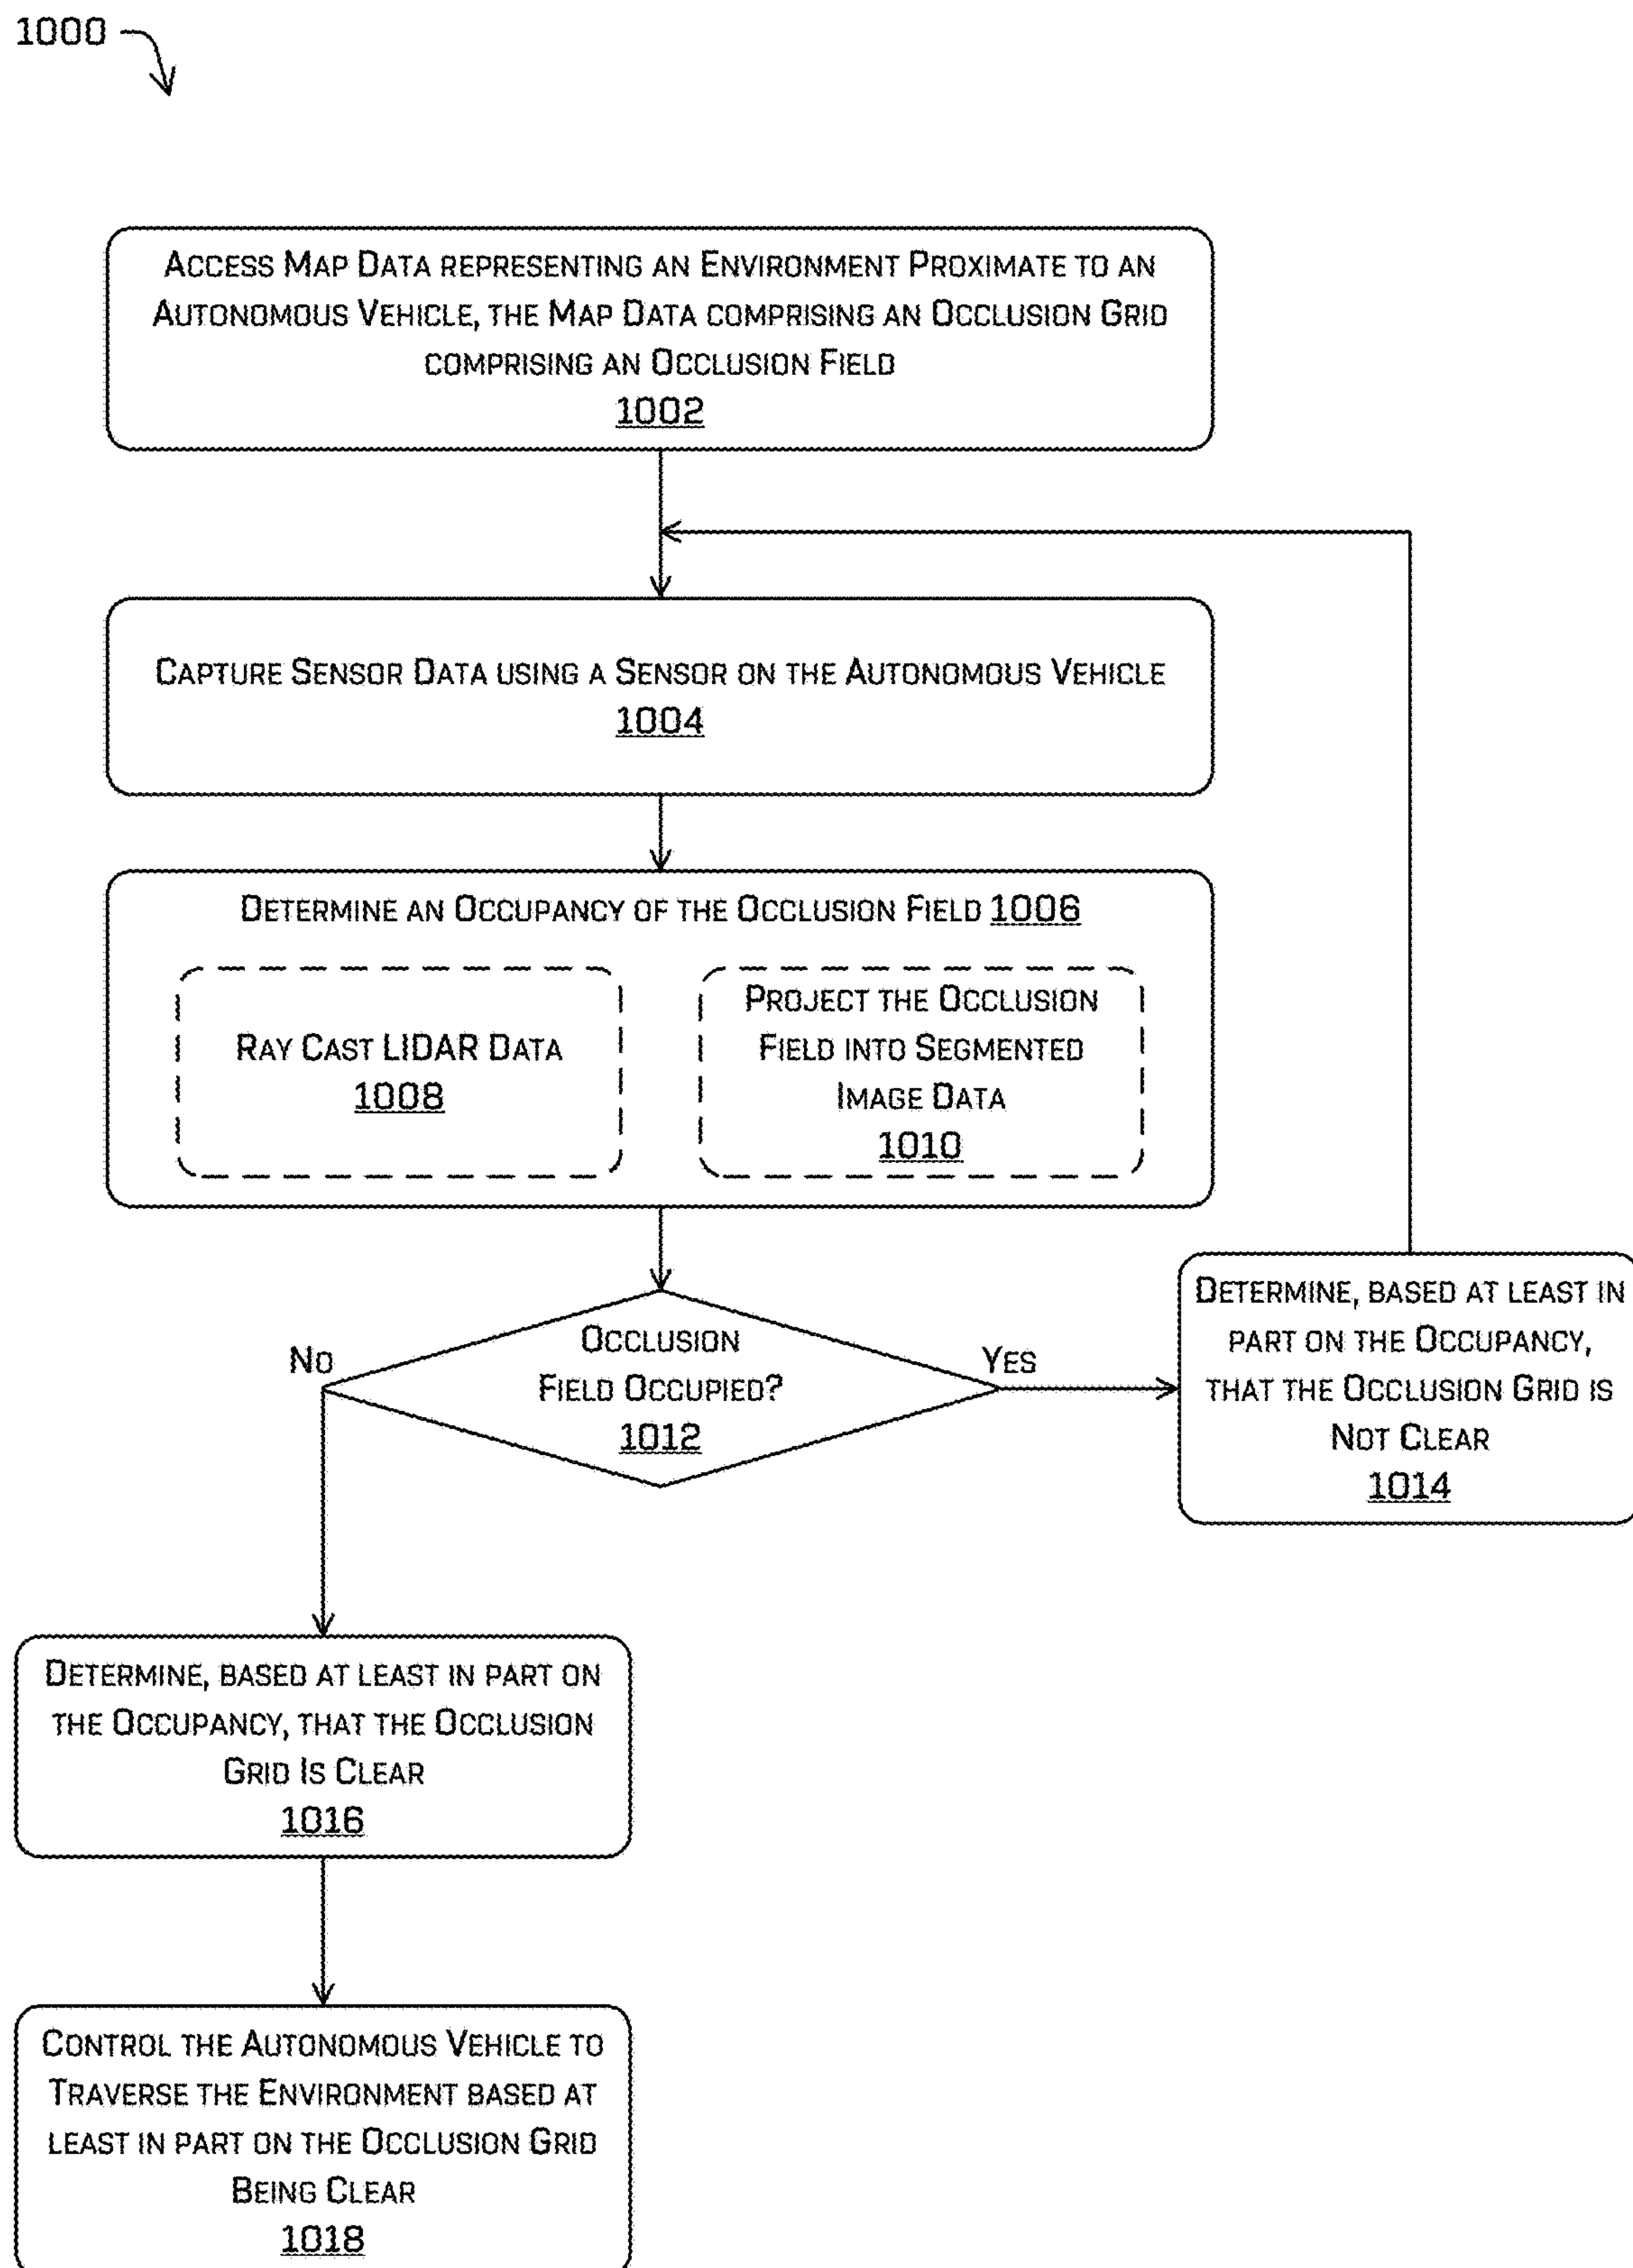 1000
Access Map Data representing an Environment Proximate to an
Autonomous Vehicle, the Map Data comprising an Occlusion Grid
comprising an Occlusion Field
1002
Capture Sensor Data using a Sensor on the Autonomous Vehicle
1004
Determine an Occupancy of the Occlusion Field 1006
Ray Cast LIDAR Data
1008
Project the Occlusion
Field into Segmented
Image Data
1010
Occlusion
Field Occupied?
1012
No
Yes
Determine, based at least in
part on the Occupancy,
that the Occlusion Grid is
Not Clear
1014
Determine, based at least in part on
the Occupancy, that the Occlusion
Grid Is Clear
1016
Control the Autonomous Vehicle to
Traverse the Environment based at
least in part on the Occlusion Grid
Being Clear
1018